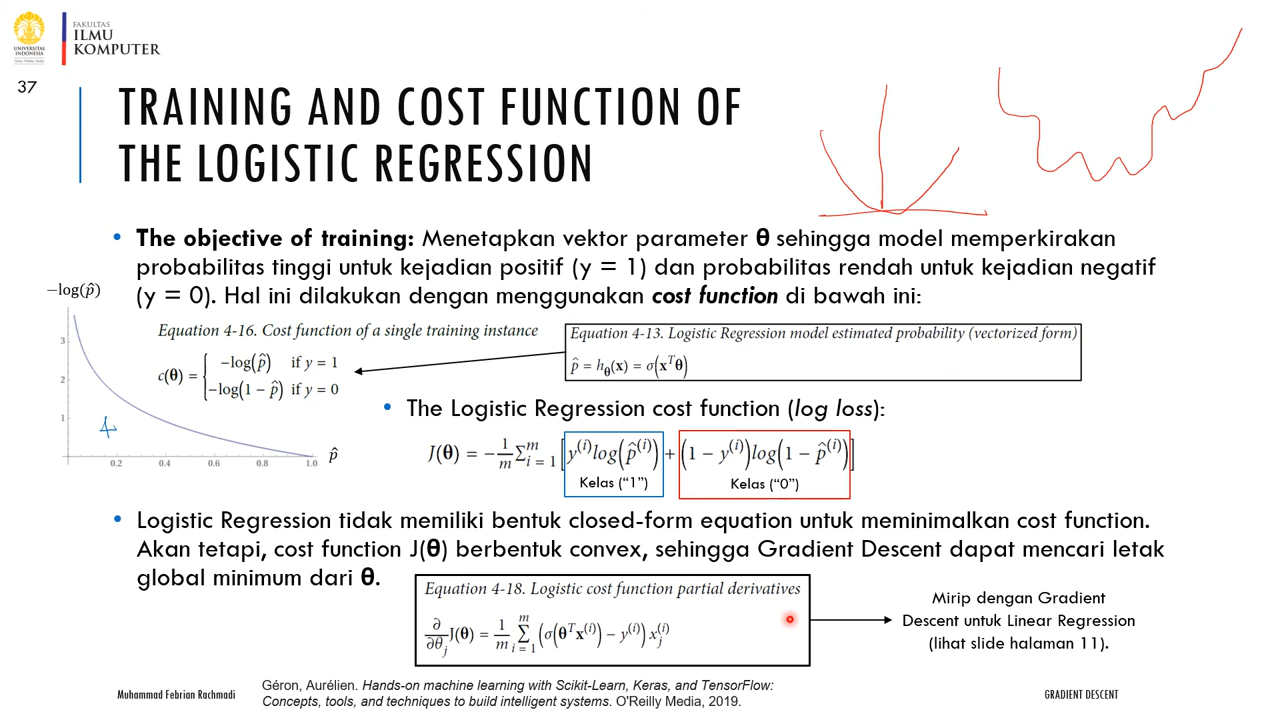 UNIVERSITAS
INDONESIA
FAKULTAS
ILMU
KOMPUTER
37
TRAINING AND COST FUNCTION OF
THE LOGISTIC REGRESSION
• The objective of training: Menetapkan vektor parameter θ sehingga model memperkirakan
probabilitas tinggi untuk kejadian positif (y = 1) dan probabilitas rendah untuk kejadian negatif
(y = 0). Hal ini dilakukan dengan menggunakan cost function di bawah ini:
−log(p̂)
3
2
1
0.2 0.4 0.6 0.8 1.0
p̂
Equation 4-16. Cost function of a single training instance
c(θ) = { −log(p̂) if y = 1
−log(1 − p̂) if y = 0
Equation 4-13. Logistic Regression model estimated probability (vectorized form)
p̂ = h_θ(x) = σ(x^T θ)
• The Logistic Regression cost function (log loss):
J(θ) = −1/m Σ_{i = 1}^{m} [y^(i) log(p̂^(i)) + (1 − y^(i)) log(1 − p̂^(i))]
Kelas (“1”) Kelas (“0”)
• Logistic Regression tidak memiliki bentuk closed-form equation untuk meminimalkan cost function.
Akan tetapi, cost function J(θ) berbentuk convex, sehingga Gradient Descent dapat mencari letak
global minimum dari θ.
Equation 4-18. Logistic cost function partial derivatives
∂/∂θ_j J(θ) = 1/m Σ_{i = 1}^{m} (σ(θ^T x^(i)) − y^(i)) x_j^(i)
Mirip dengan Gradient
Descent untuk Linear Regression
(lihat slide halaman 11).
Muhammad Febrian Rachmadi
Géron, Aurélien. Hands-on machine learning with Scikit-Learn, Keras, and TensorFlow:
Concepts, tools, and techniques to build intelligent systems. O'Reilly Media, 2019.
GRADIENT DESCENT